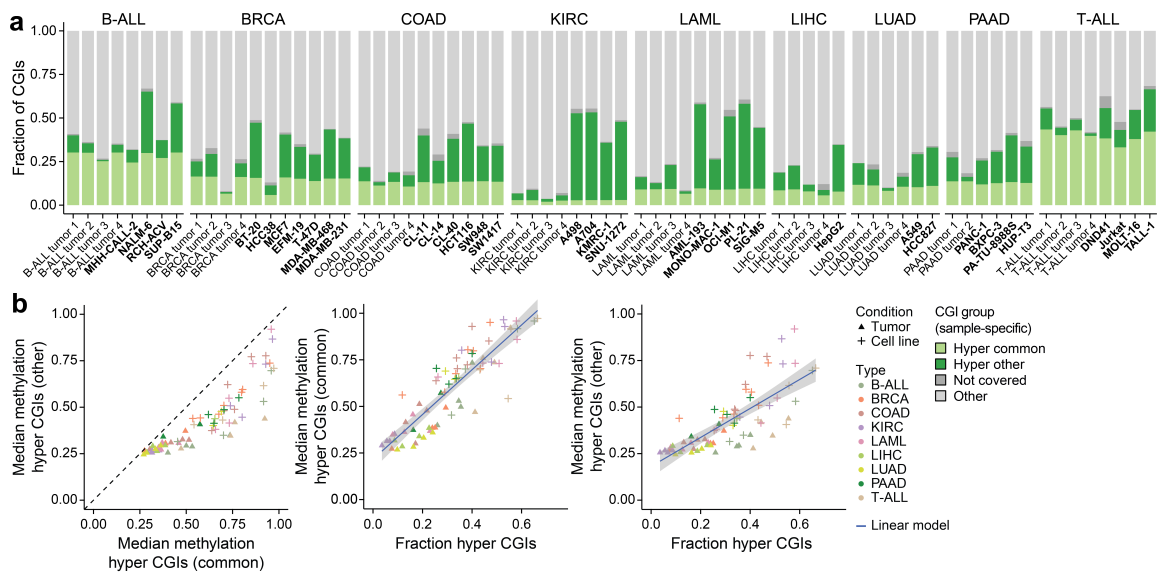 a
B-ALL BRCA COAD KIRC LAML LIHC LUAD PAAD T-ALL
Fraction of CGIs
1.00
0.75
0.50
0.25
0.00
B-ALL tumor 1
B-ALL tumor 2
B-ALL tumor 3
B-ALL tumor 4
MHH-CALL-4
NALM-6
RCH-ACV
SUP-B15
BRCA tumor 1
BRCA tumor 2
BRCA tumor 3
BRCA tumor 4
BT-20
HCC38
MCF7
EFM-19
T-47D
MDA-MB-468
MDA-MB-231
COAD tumor 1
COAD tumor 2
COAD tumor 3
COAD tumor 4
CL-11
CL-14
CL-40
HCT116
SW948
SW1417
KIRC tumor 1
KIRC tumor 2
KIRC tumor 3
KIRC tumor 4
A498
A704
KMRC-1
SNU-1272
LAML tumor 1
LAML tumor 2
LAML tumor 3
LAML tumor 4
AML-193
MONO-MAC-1
OCI-M1
PL-21
SIG-M5
LIHC tumor 1
LIHC tumor 2
LIHC tumor 3
LIHC tumor 4
HepG2
LUAD tumor 1
LUAD tumor 2
LUAD tumor 3
LUAD tumor 4
A549
HCC827
PAAD tumor 1
PAAD tumor 2
PANC-1
BXPC-3
PA-TU-8988S
HUP-T3
T-ALL tumor 1
T-ALL tumor 2
T-ALL tumor 3
T-ALL tumor 4
DND41
Jurkat
MOLT-16
TALL-1
b
Median methylation
hyper CGIs (other)
1.00
0.75
0.50
0.25
0.00
0.00 0.25 0.50 0.75 1.00
Median methylation
hyper CGIs (common)
Median methylation
hyper CGIs (common)
1.00
0.75
0.50
0.25
0.00
0.0 0.2 0.4 0.6
Fraction hyper CGIs
Median methylation
hyper CGIs (other)
1.00
0.75
0.50
0.25
0.00
0.0 0.2 0.4 0.6
Fraction hyper CGIs
Condition
Tumor
Cell line
Type
B-ALL
BRCA
COAD
KIRC
LAML
LIHC
LUAD
PAAD
T-ALL
Linear model
CGI group
(sample-specific)
Hyper common
Hyper other
Not covered
Other